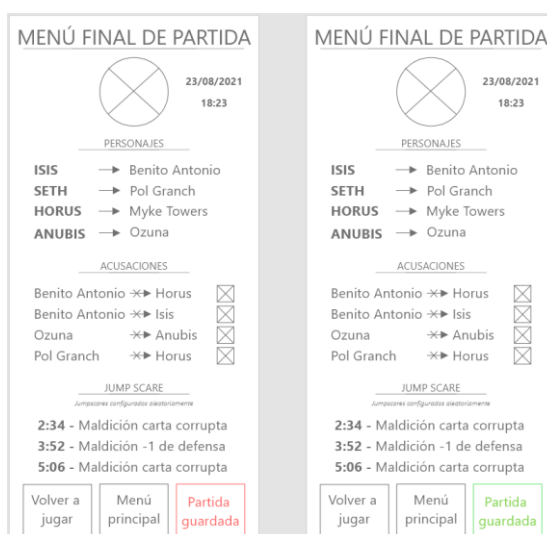 MENÚ FINAL DE PARTIDA
23/08/2021
18:23
PERSONAJES
ISIS Benito Antonio
SETH Pol Granch
HORUS Myke Towers
ANUBIS Ozuna
ACUSACIONES
Benito Antonio Horus
Benito Antonio Isis
Ozuna Anubis
Pol Granch Horus
JUMP SCARE
Jumpscares configurados aleatoriamente
2:34 - Maldición carta corrupta
3:52 - Maldición -1 de defensa
5:06 - Maldición carta corrupta
Volver a jugar
Menú principal
Partida guardada
MENÚ FINAL DE PARTIDA
23/08/2021
18:23
PERSONAJES
ISIS Benito Antonio
SETH Pol Granch
HORUS Myke Towers
ANUBIS Ozuna
ACUSACIONES
Benito Antonio Horus
Benito Antonio Isis
Ozuna Anubis
Pol Granch Horus
JUMP SCARE
Jumpscares configurados aleatoriamente
2:34 - Maldición carta corrupta
3:52 - Maldición -1 de defensa
5:06 - Maldición carta corrupta
Volver a jugar
Menú principal
Partida guardada